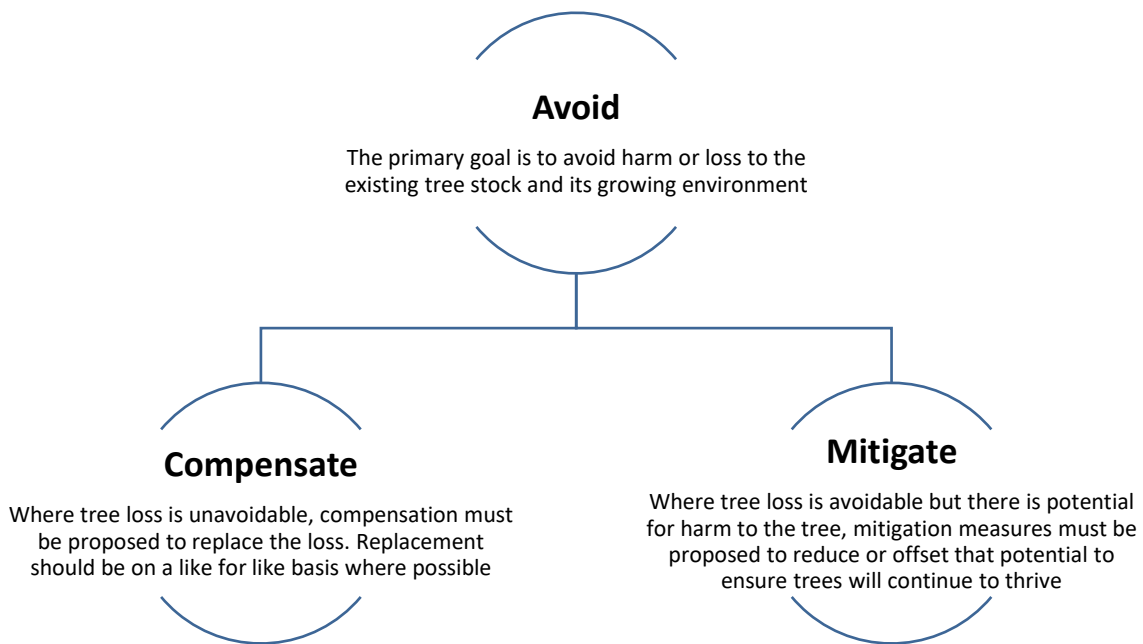 Avoid
The primary goal is to avoid harm or loss to the
existing tree stock and its growing environment
Compensate
Where tree loss is unavoidable, compensation must
be proposed to replace the loss. Replacement
should be on a like for like basis where possible
Mitigate
Where tree loss is avoidable but there is potential
for harm to the tree, mitigation measures must be
proposed to reduce or offset that potential to
ensure trees will continue to thrive